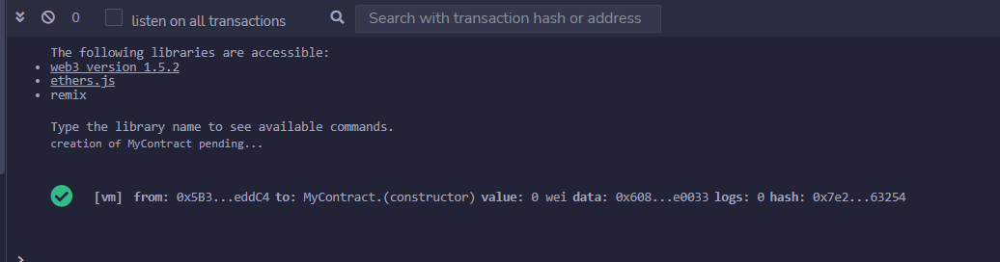 0 listen on all transactions Search with transaction hash or address
The following libraries are accessible:
web3 version 1.5.2
ethers.js
remix
Type the library name to see available commands.
creation of MyContract pending...
[vm] from: 0x5B3...eddC4 to: MyContract.(constructor) value: 0 wei data: 0x608...e0033 logs: 0 hash: 0x7e2...63254
>